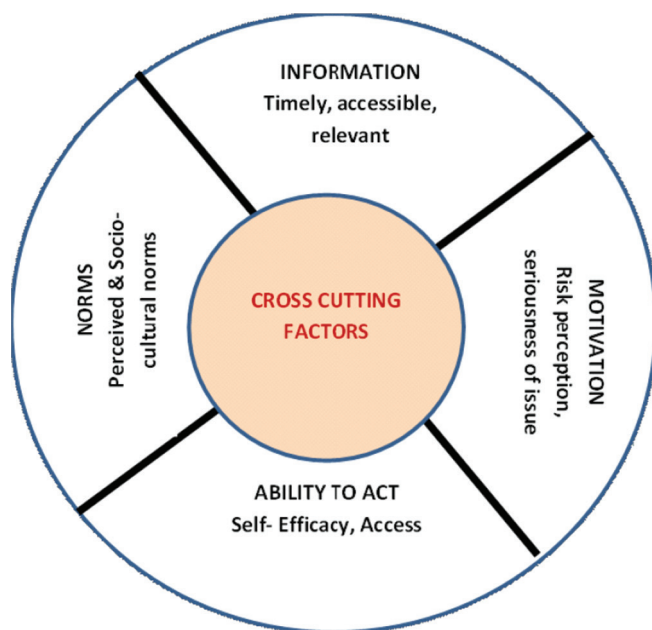 INFORMATION
Timely, accessible,
relevant
NORMS
Perceived & Socio-
cultural norms
CROSS CUTTING
FACTORS
MOTIVATION
Risk perception,
seriousness of issue
ABILITY TO ACT
Self- Efficacy, Access